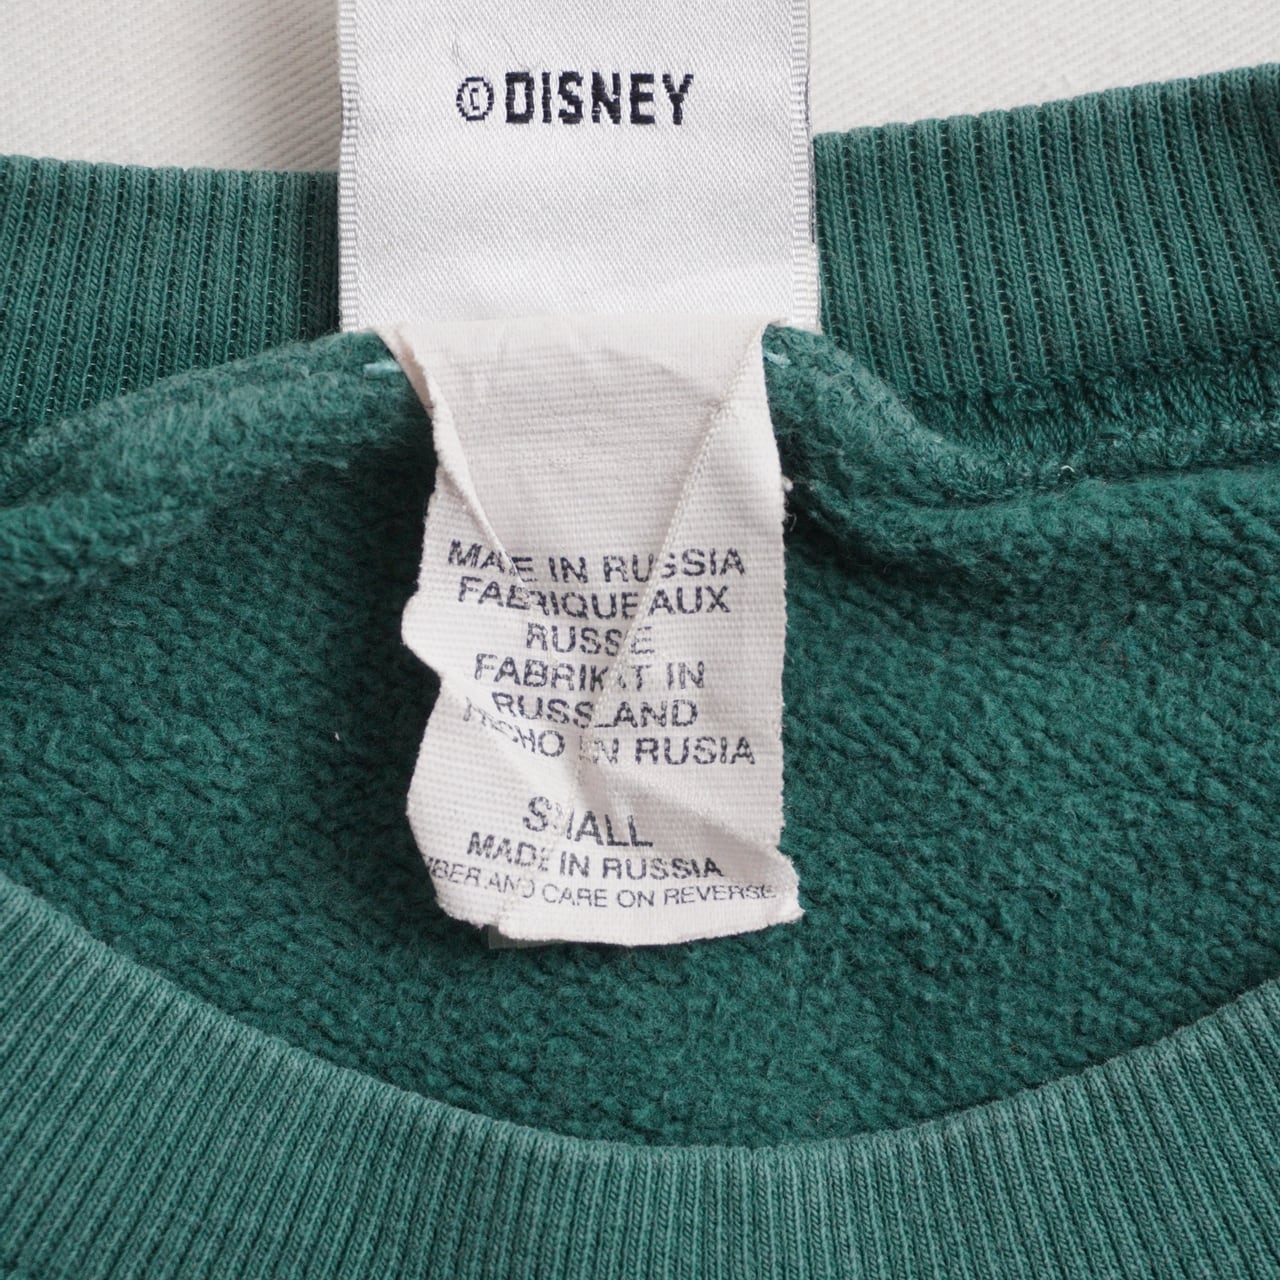 ©DISNEY
MADE IN RUSSIA
FABRIQUE AUX
RUSSE
FABRIKAT IN
RUSSLAND
HECHO EN RUSIA
SMALL
MADE IN RUSSIA
FIBER AND CARE ON REVERSE